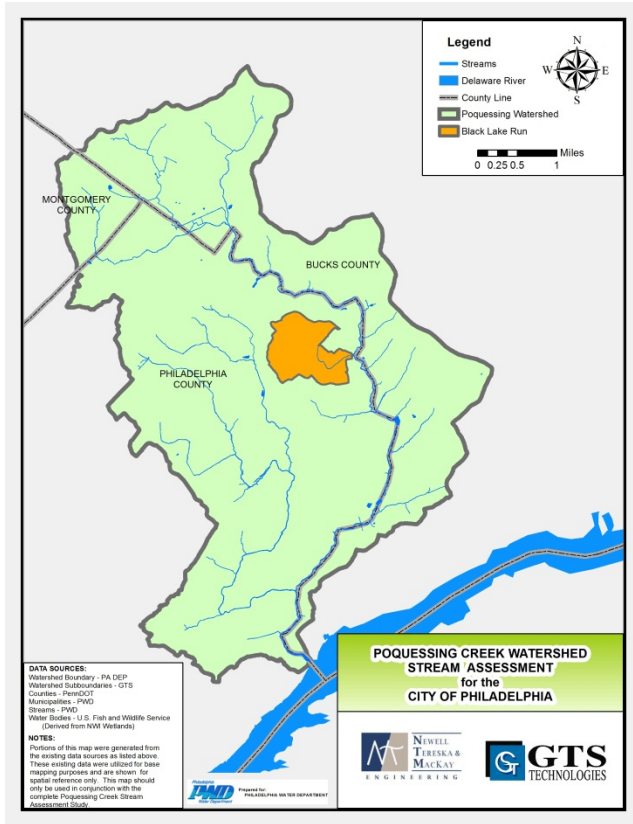 Legend
Streams
Delaware River
County Line
Poquessing Watershed
Black Lake Run
Miles
0 0.25 0.5 1
N
W E
S
MONTGOMERY
COUNTY
BUCKS COUNTY
PHILADELPHIA
COUNTY
DATA SOURCES:
Watershed Boundary - PA DEP
Watershed Subboundaries - GTS
Counties - PennDOT
Municipalities - PWD
Streams - PWD
Water Bodies - U.S. Fish and Wildlife Service
(Derived from NWI Wetlands)
NOTES:
Portions of this map were generated from
the existing data sources as listed above.
These existing data were utilized for base
mapping purposes and are shown for
spatial reference only. This map should
only be used in conjunction with the
complete Poquessing Creek Stream
Assessment Study.
Philadelphia
PWD
Water Department
Prepared for:
PHILADELPHIA WATER DEPARTMENT
POQUESSING CREEK WATERSHED
STREAM ASSESSMENT
for the
CITY OF PHILADELPHIA
NT
NEWELL
TERESKA &
MACKAY
ENGINEERING
GTS
GTS
TECHNOLOGIES